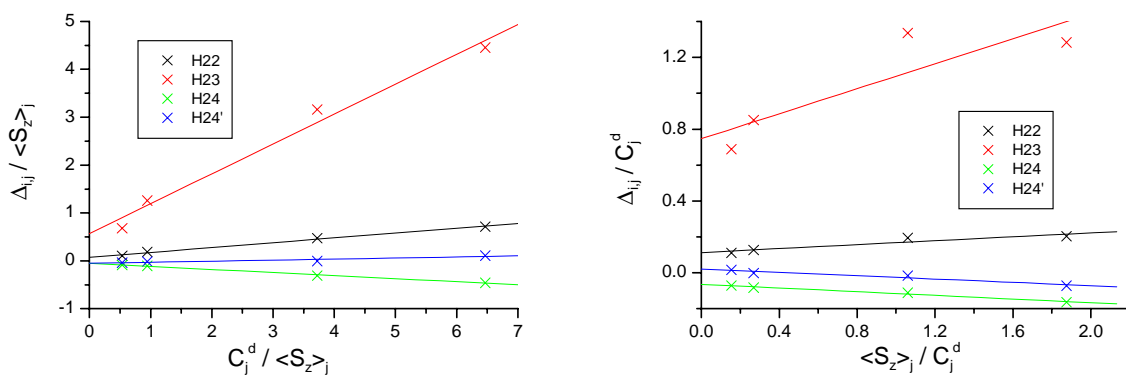 5
4
3
2
1
0
-1
0 1 2 3 4 5 6 7
Δi,j / <Sz>j
Cjd / <Sz>j
H22
H23
H24
H24'
1.2
0.8
0.4
0.0
0.0 0.4 0.8 1.2 1.6 2.0
Δi,j / Cjd
<Sz>j / Cjd
H22
H23
H24
H24'